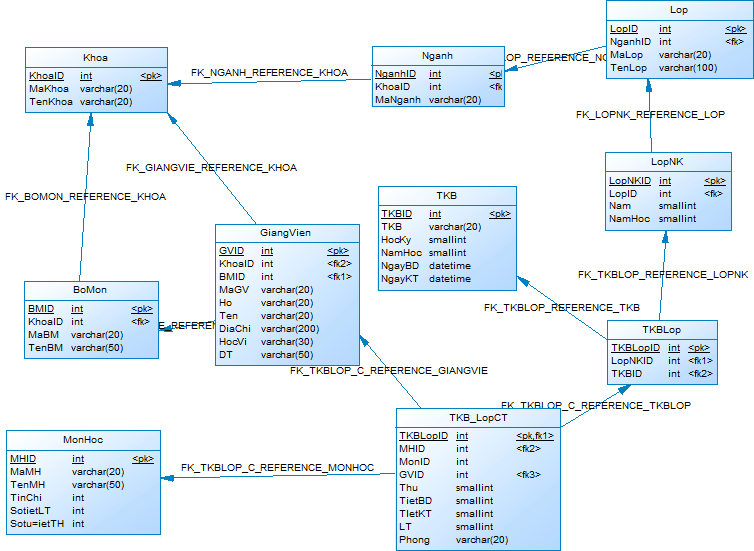 Lop
LopID int <pk>
NganhID int <fk>
MaLop varchar(20)
TenLop varchar(100)
Khoa
KhoaID int <pk>
MaKhoa varchar(20)
TenKhoa varchar(20)
FK_NGANH_REFERENCE_KHOA
Nganh
NganhID int <p
KhoaID int <fk
MaNganh varchar(20)
OP_REFERENCE_NG
FK_LOPNK_REFERENCE_LOP
FK_GIANGVIE_REFERENCE_KHOA
FK_BOMON_REFERENCE_KHOA
LopNK
LopNKID int <pk>
LopID int <fk>
Nam smallint
NamHoc smallint
TKB
TKBID int <pk>
TKB varchar(20)
HocKy smallint
NamHoc smallint
NgayBD datetime
NgayKT datetime
GiangVien
GVID int <pk>
KhoaID int <fk2>
BMID int <fk1>
MaGV varchar(20)
Ho varchar(20)
Ten varchar(20)
DiaChi varchar(200)
HocVi varchar(30)
DT varchar(50)
FK_TKBLOP_REFERENCE_LOPNK
BoMon
BMID int <pk>
KhoaID int <fk>
MaBM varchar(20)
TenBM varchar(50)
E_REFER
FK_TKBLOP_REFERENCE_TKB
TKBLop
TKBLopID int <pk>
LopNKID int <fk1>
TKBID int <fk2>
FK_TKBLOP_C_REFERENCE_GIANGVIE
FK_TKBLOP_C_REFERENCE_TKBLOP
TKB_LopCT
TKBLopID int <pk,fk1>
MHID int <fk2>
MonID int
GVID int <fk3>
Thu smallint
TietBD smallint
TIetKT smallint
LT smallint
Phong varchar(20)
MonHoc
MHID int <pk>
MaMH varchar(20)
TenMH varchar(50)
TinChi int
SotietLT int
Sotu=ietTH int
FK_TKBLOP_C_REFERENCE_MONHOC